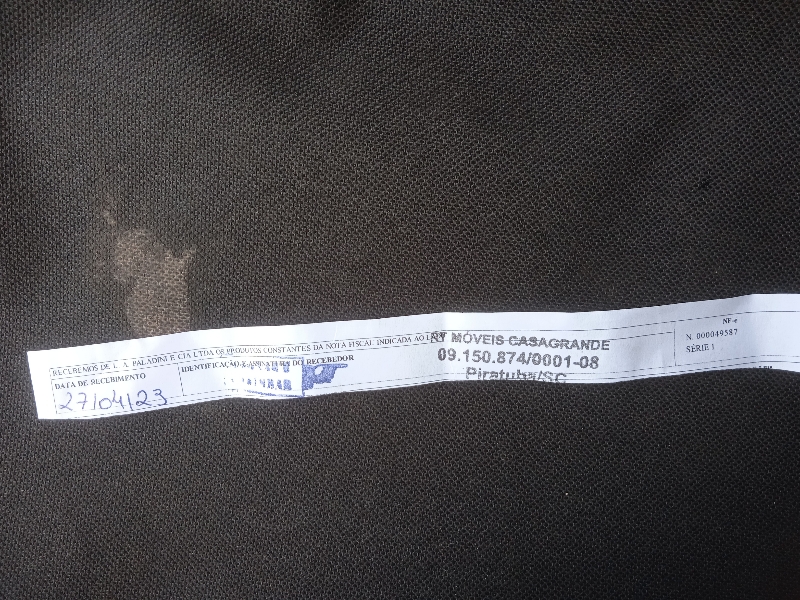 RECEBEMOS DE L. A. PALADINI E CIA LTDA OS PRODUTOS CONSTANTES DA NOTA FISCAL INDICADA AO
NF-e
DATA DE RECEBIMENTO
27/04/23
IDENTIFICAÇÃO E ASSINATURA DO RECEBEDOR
MÓVEIS CASAGRANDE
09.150.874/0001-08
Piratuba/SC
N. 000049587
SÉRIE 1